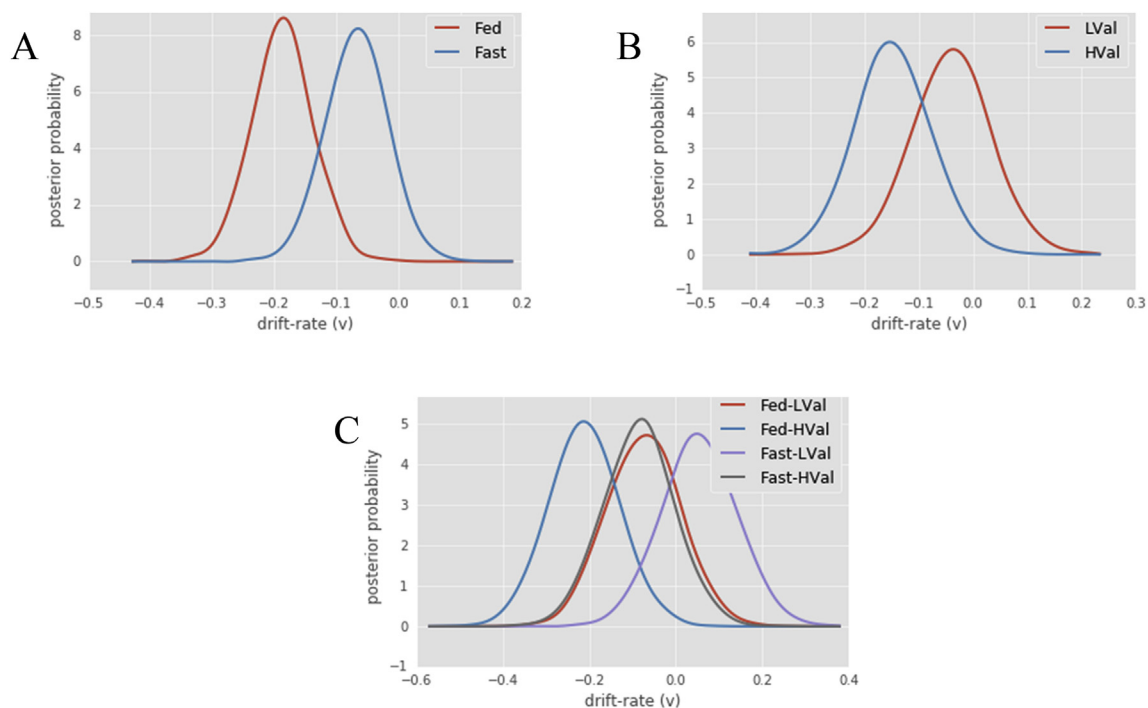 A
Fed
Fast
8
6
4
2
0
posterior probability
−0.5 −0.4 −0.3 −0.2 −0.1 0.0 0.1 0.2
drift-rate (v)
B
LVal
HVal
6
5
4
3
2
1
0
−1
posterior probability
−0.5 −0.4 −0.3 −0.2 −0.1 0.0 0.1 0.2 0.3
drift-rate (v)
C
Fed-LVal
Fed-HVal
Fast-LVal
Fast-HVal
5
4
3
2
1
0
−1
posterior probability
−0.6 −0.4 −0.2 0.0 0.2 0.4
drift-rate (v)